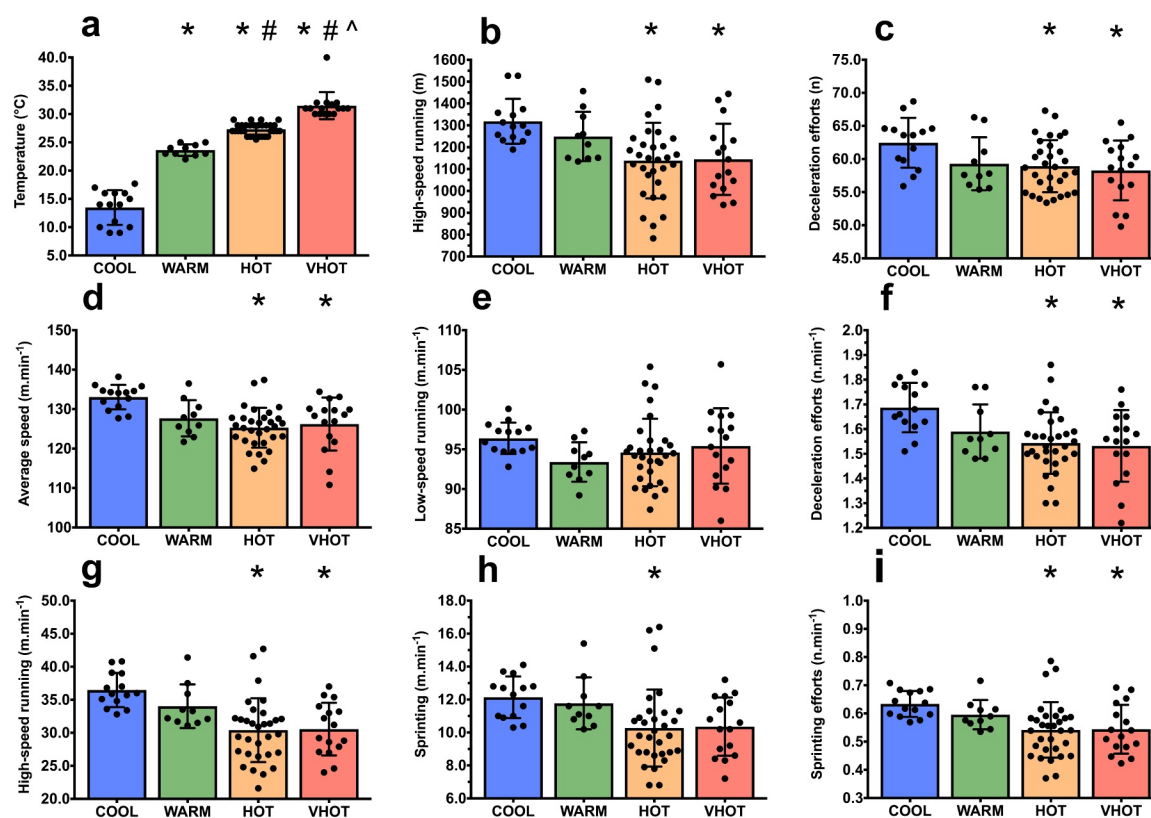 a
* * # * # ^
Temperature (°C)
40.0
35.0
30.0
25.0
20.0
15.0
10.0
5.0
COOL WARM HOT VHOT
b
* *
High-speed running (m)
1600
1500
1400
1300
1200
1100
1000
900
800
700
COOL WARM HOT VHOT
c
* *
Deceleration efforts (n)
75.0
70.0
65.0
60.0
55.0
50.0
45.0
COOL WARM HOT VHOT
d
* *
Average speed (m.min⁻¹)
150
140
130
120
110
100
COOL WARM HOT VHOT
e
Low-speed running (m.min⁻¹)
110
105
100
95
90
85
COOL WARM HOT VHOT
f
* *
Deceleration efforts (n.min⁻¹)
2.0
1.9
1.8
1.7
1.6
1.5
1.4
1.3
1.2
COOL WARM HOT VHOT
g
* *
High-speed running (m.min⁻¹)
50.0
45.0
40.0
35.0
30.0
25.0
20.0
COOL WARM HOT VHOT
h
*
Sprinting (m.min⁻¹)
18.0
16.0
14.0
12.0
10.0
8.0
6.0
COOL WARM HOT VHOT
i
* *
Sprinting efforts (n.min⁻¹)
1.0
0.9
0.8
0.7
0.6
0.5
0.4
0.3
COOL WARM HOT VHOT